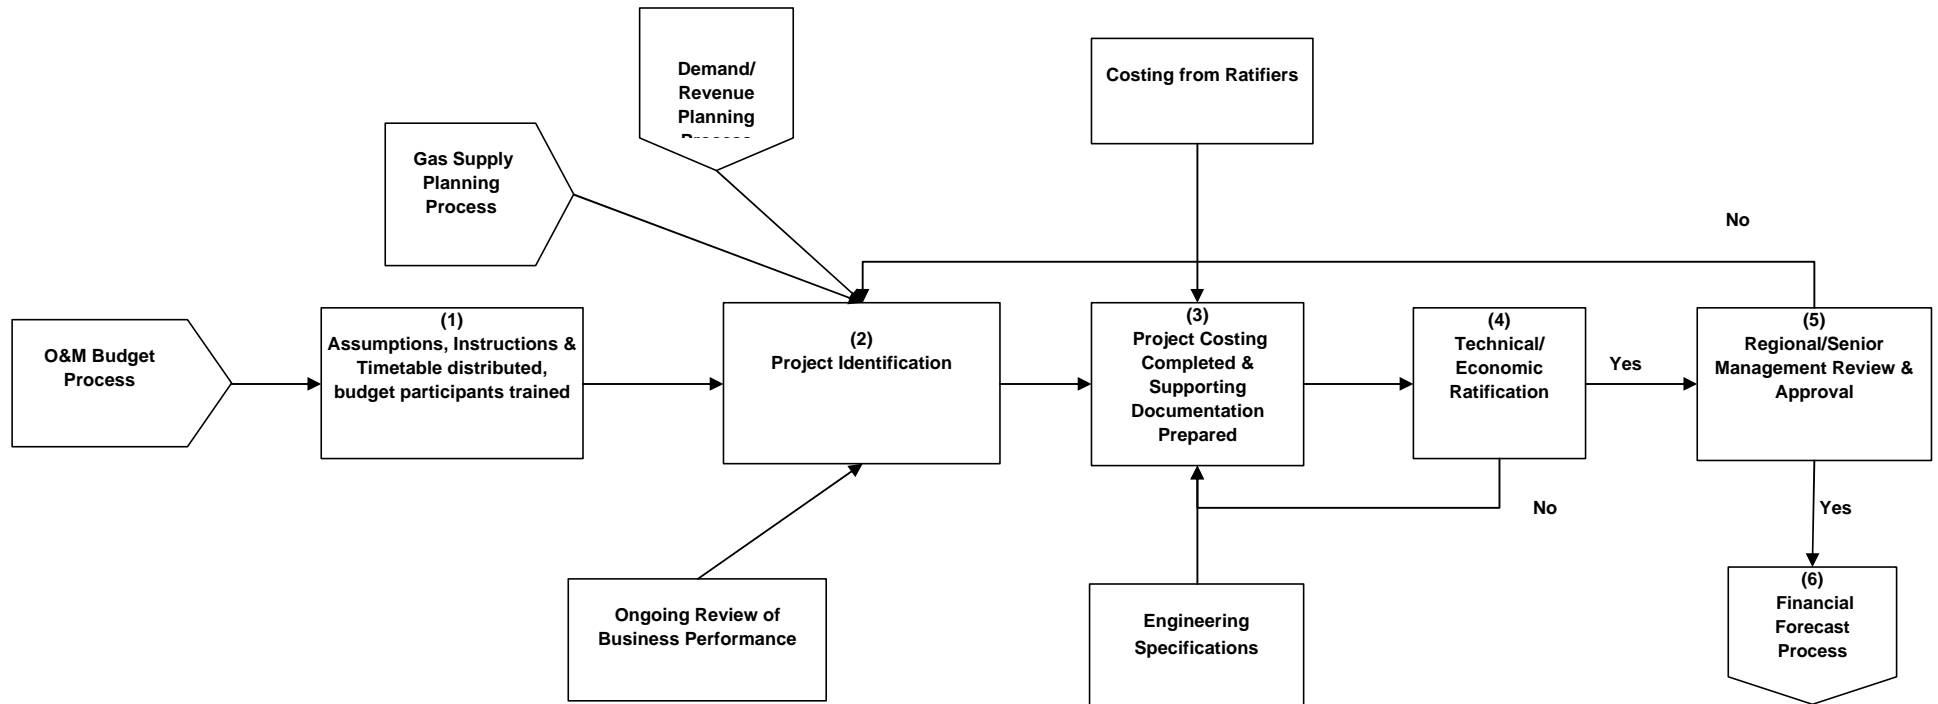 Demand/
Revenue
Planning
Costing from Ratifiers
Gas Supply
Planning
Process
No
O&M Budget
Process
(1)
Assumptions, Instructions &
Timetable distributed,
budget participants trained
(2)
Project Identification
(3)
Project Costing
Completed &
Supporting
Documentation
Prepared
(4)
Technical/
Economic
Ratification
Yes
(5)
Regional/Senior
Management Review &
Approval
No
Yes
Ongoing Review of
Business Performance
Engineering
Specifications
(6)
Financial
Forecast
Process